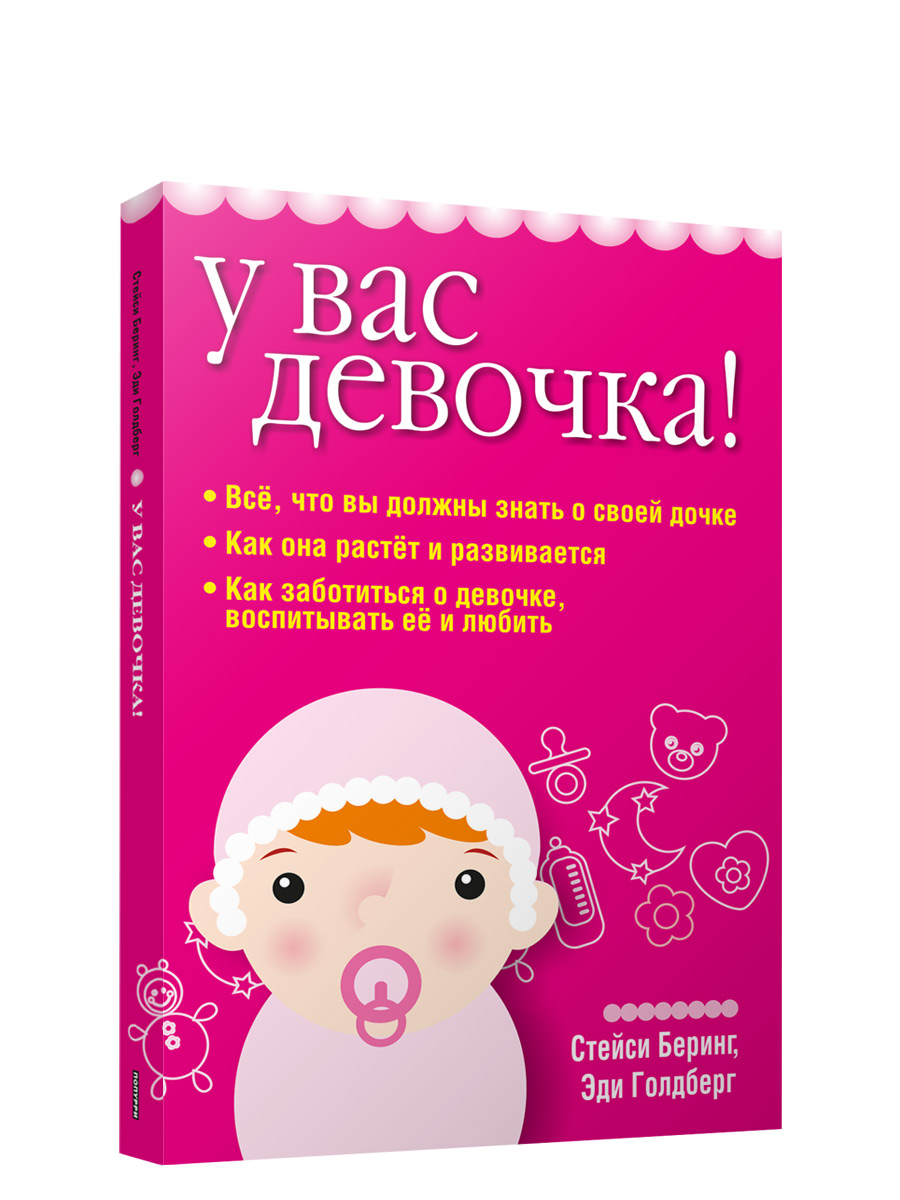 у вас
девочка!
• Всё, что вы должны знать о своей дочке
• Как она растёт и развивается
• Как заботиться о девочке,
воспитывать её и любить
Стейси Беринг,
Эди Голдберг
Стейси Беринг, Эди Голдберг • У ВАС ДЕВОЧКА!
ПОПУРРИ